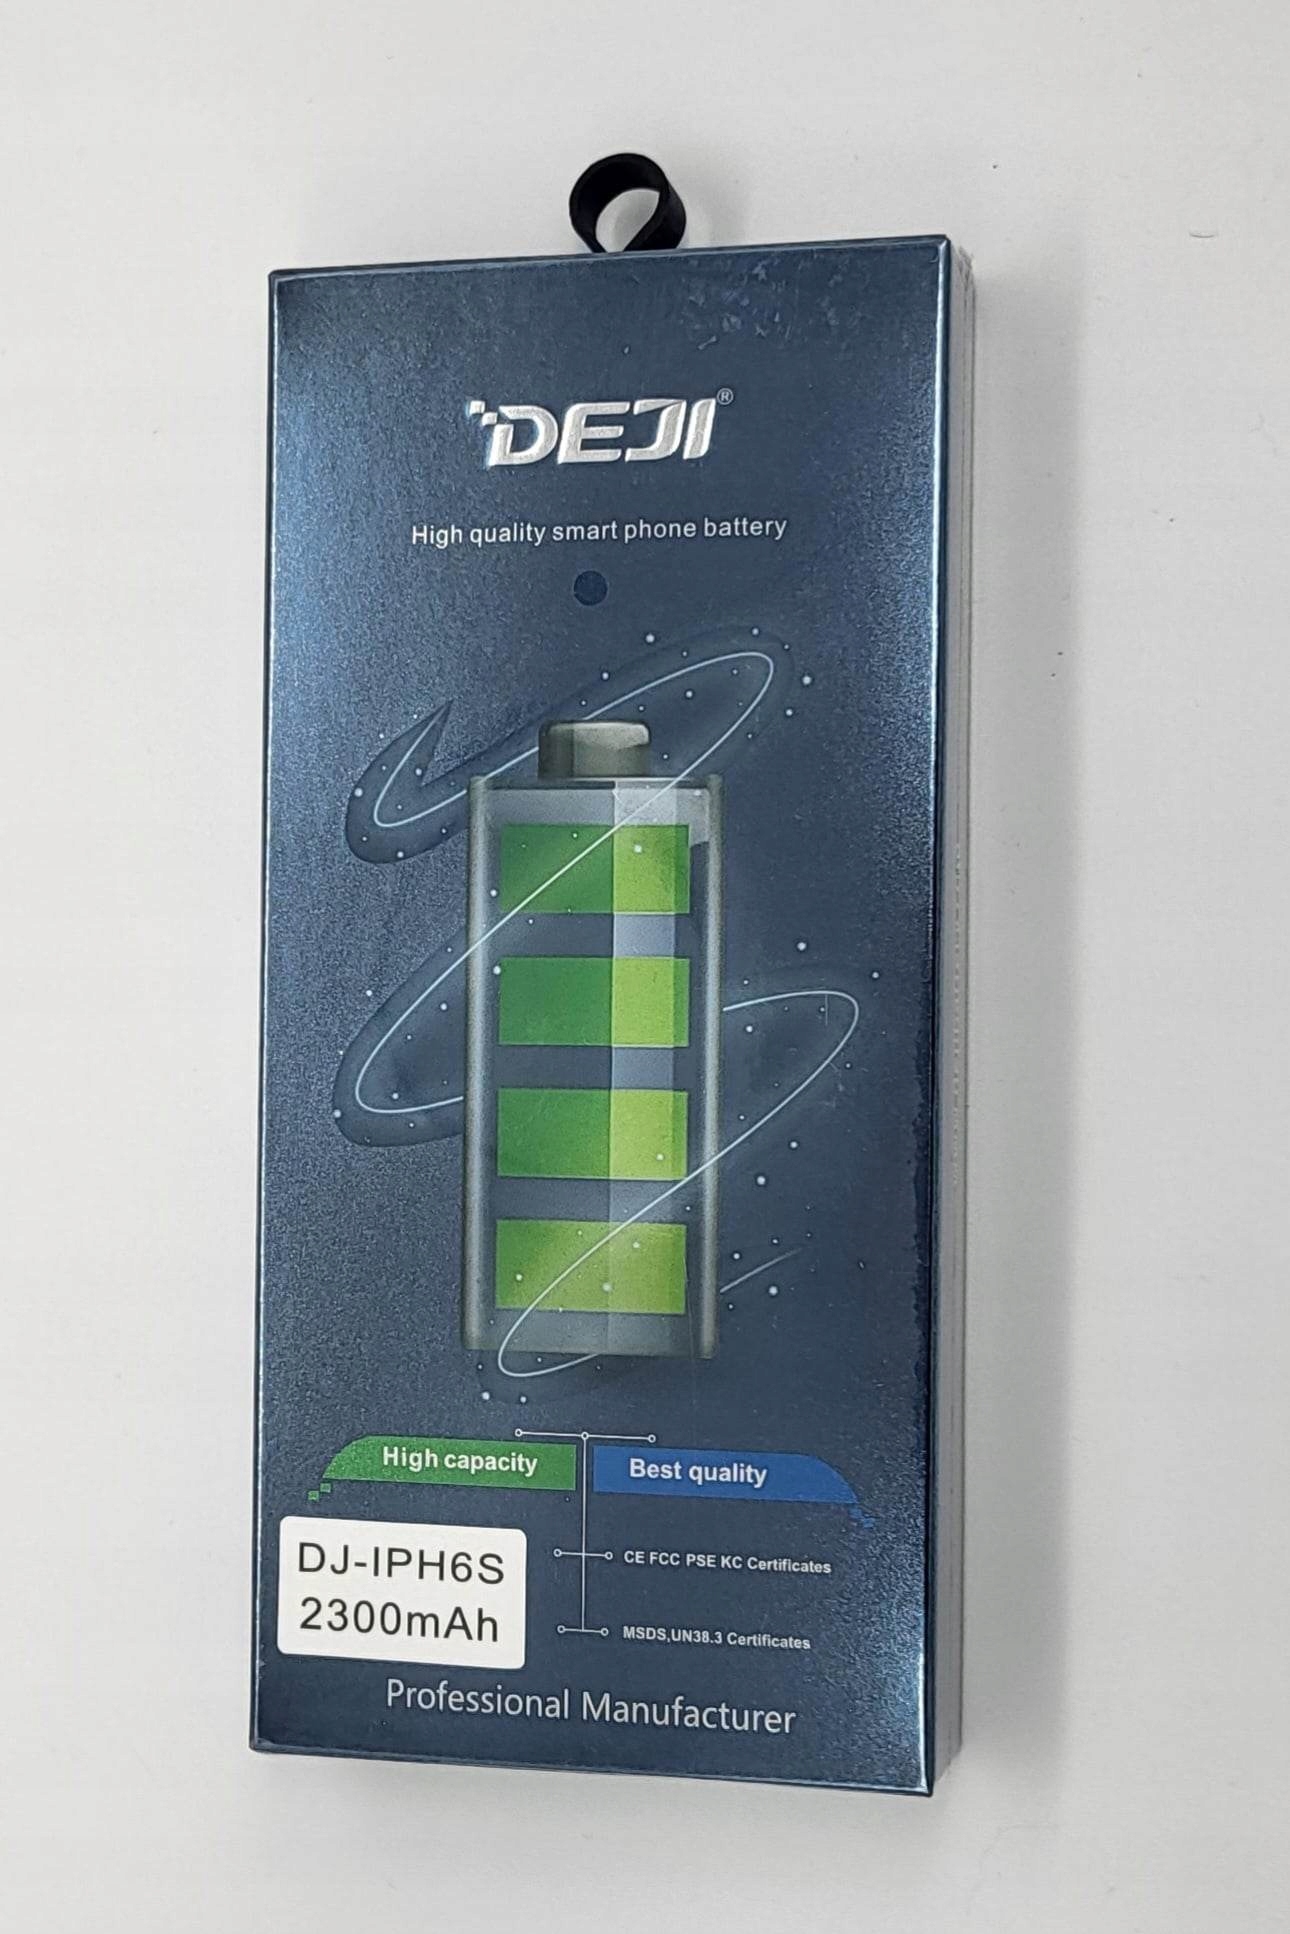 DEJI®
High quality smart phone battery
High capacity
Best quality
DJ-IPH6S
2300mAh
CE FCC PSE KC Certificates
MSDS,UN38.3 Certificates
Professional Manufacturer